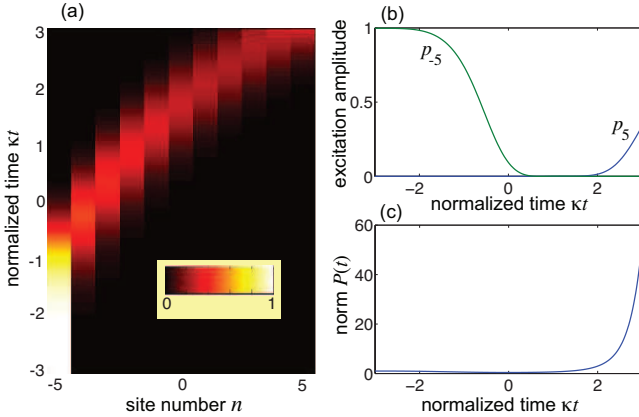 (a)
normalized time κt
3
2
1
0
-1
-2
-3
0 1
-5 0 5
site number n
(b)
excitation amplitude
1
0.5
0
p-5
p5
-2 0 2
normalized time κt
(c)
norm P(t)
60
40
20
0
-2 0 2
normalized time κt